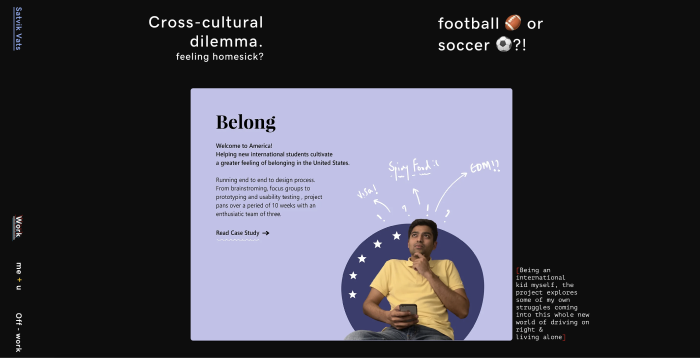 Satvik Vats
Cross-cultural
dilemma.
feeling homesick?
football 🏈 or
soccer ⚽?!
Belong
Welcome to America!
Helping new international students cultivate
a greater feeling of belonging in the United States.
Running end to end to design process.
From brainstroming, focus groups to
prototyping and usability testing , project
pans over a period of 10 weeks with an
enthusiatic team of three.
Read Case Study →
visa!
Spicy Food :
EDM!?
! ? ! ?
Work
me + u
Off - work
[Being an
international
kid myself, the
project explores
some of my own
struggles coming
into this whole new
world of driving on
right &
living alone]